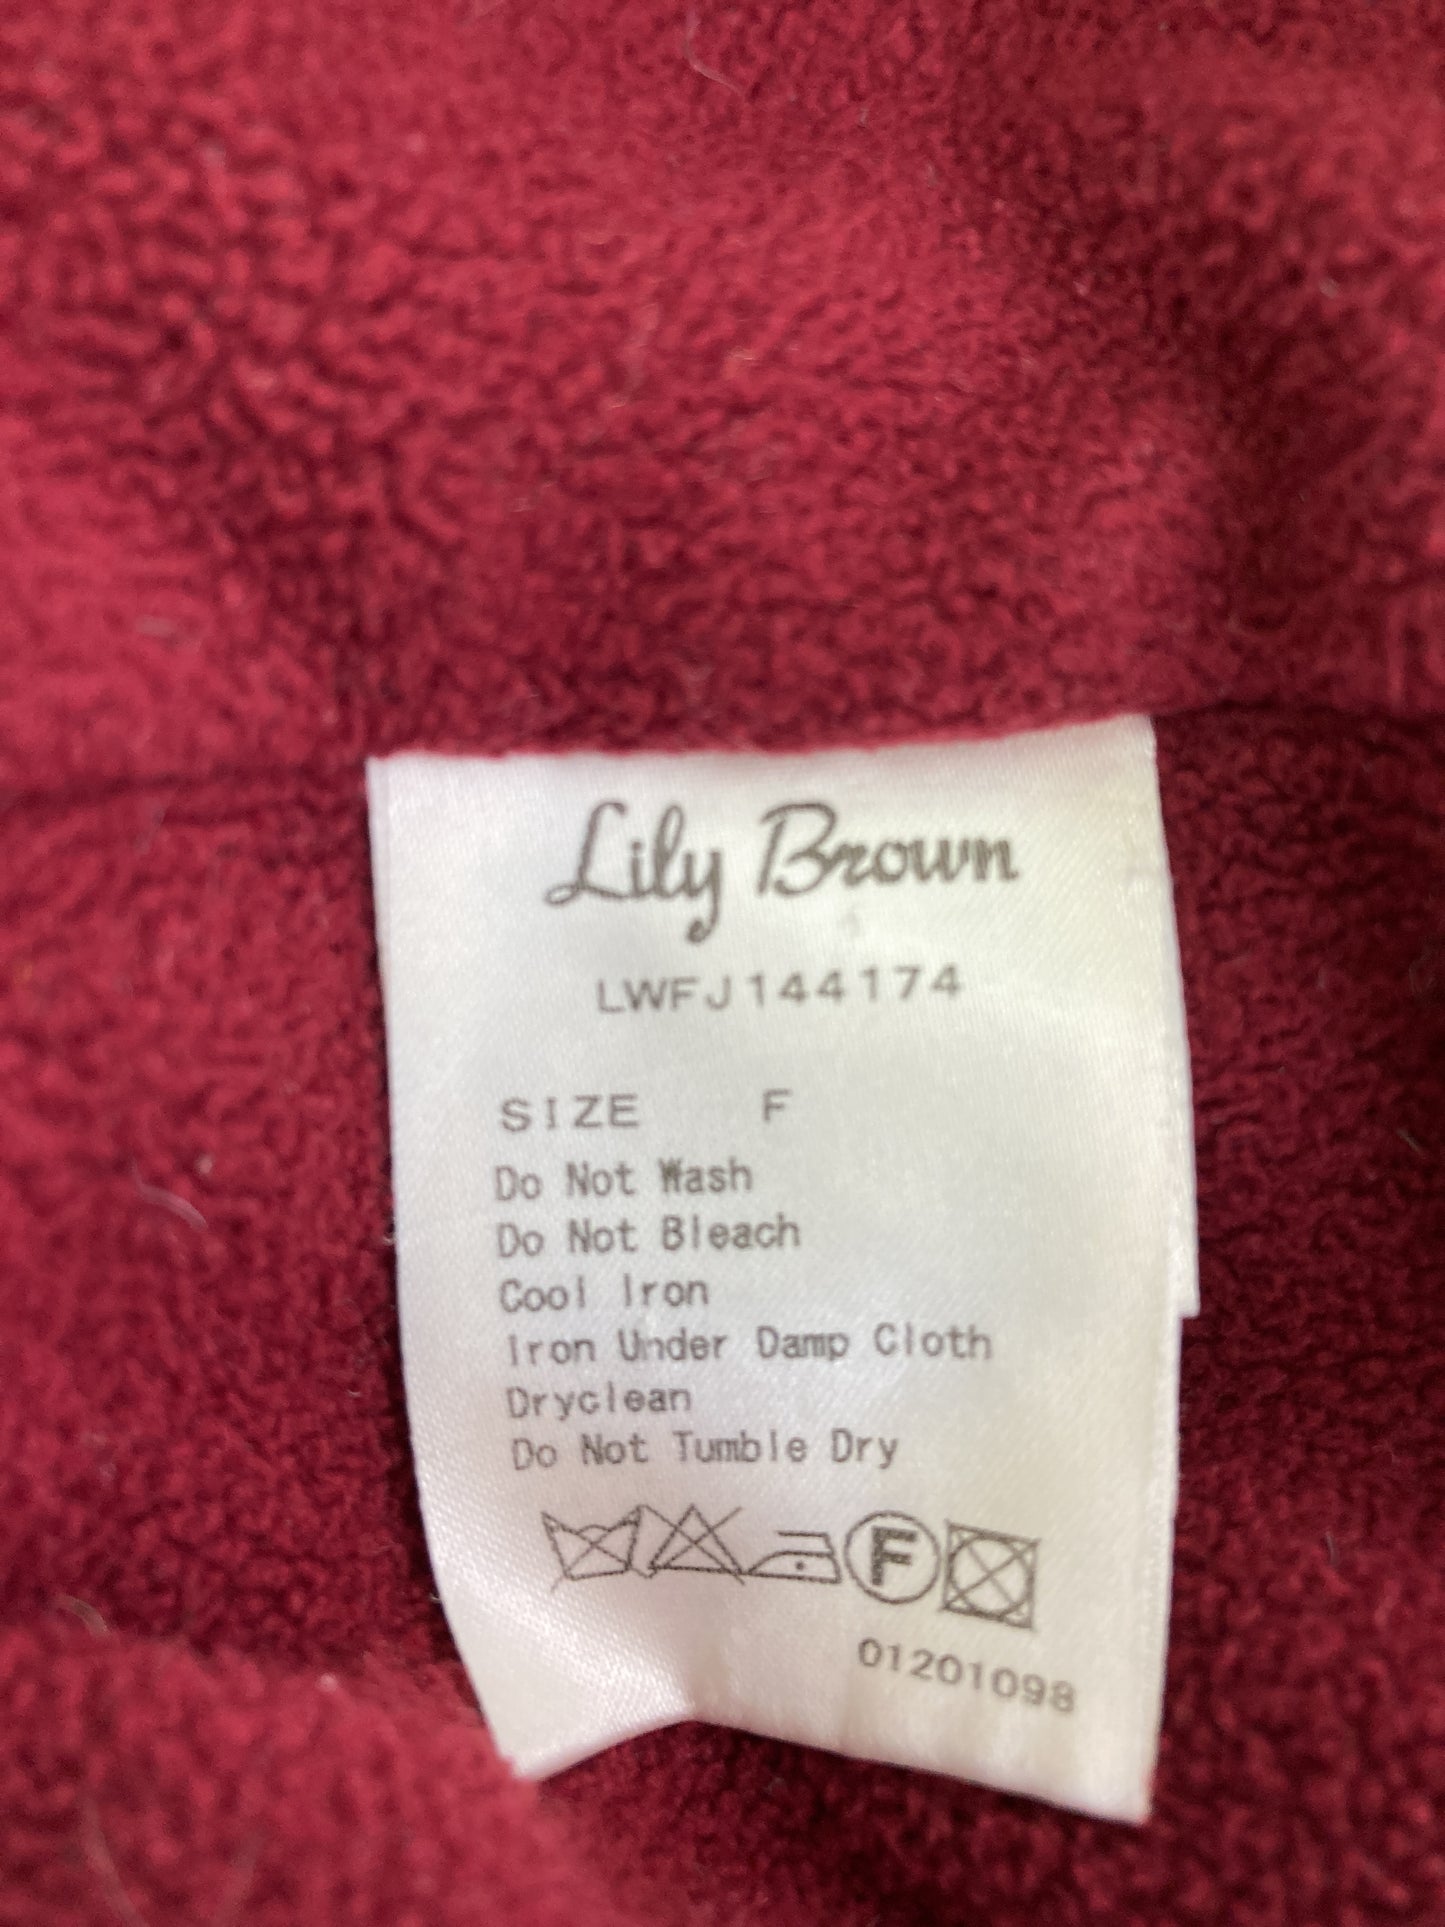 Lily Brown
LWFJ144174
SIZE F
Do Not Wash
Do Not Bleach
Cool Iron
Iron Under Damp Cloth
Dryclean
Do Not Tumble Dry
F
01201098